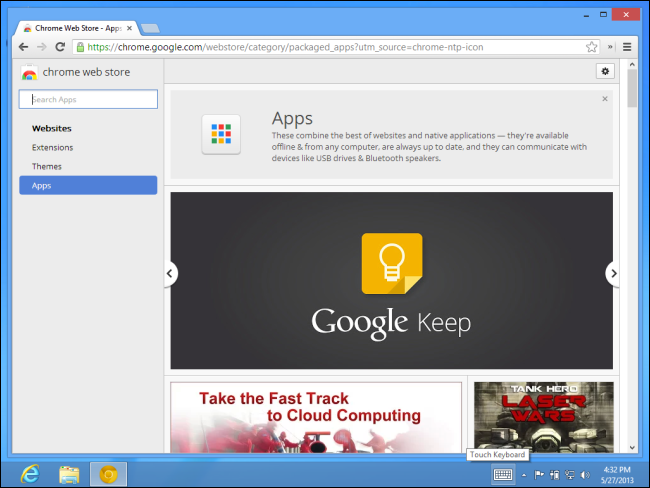 Chrome Web Store - Apps
https://chrome.google.com/webstore/category/packaged_apps?utm_source=chrome-ntp-icon
chrome web store
Search Apps
Websites
Extensions
Themes
Apps
Apps
These combine the best of websites and native applications — they're available
offline & from any computer, are always up to date, and they can communicate with
devices like USB drives & Bluetooth speakers.
Google Keep
Take the Fast Track
to Cloud Computing
TANK HERO
LASER
WARS
Touch Keyboard
4:32 PM
5/27/2013